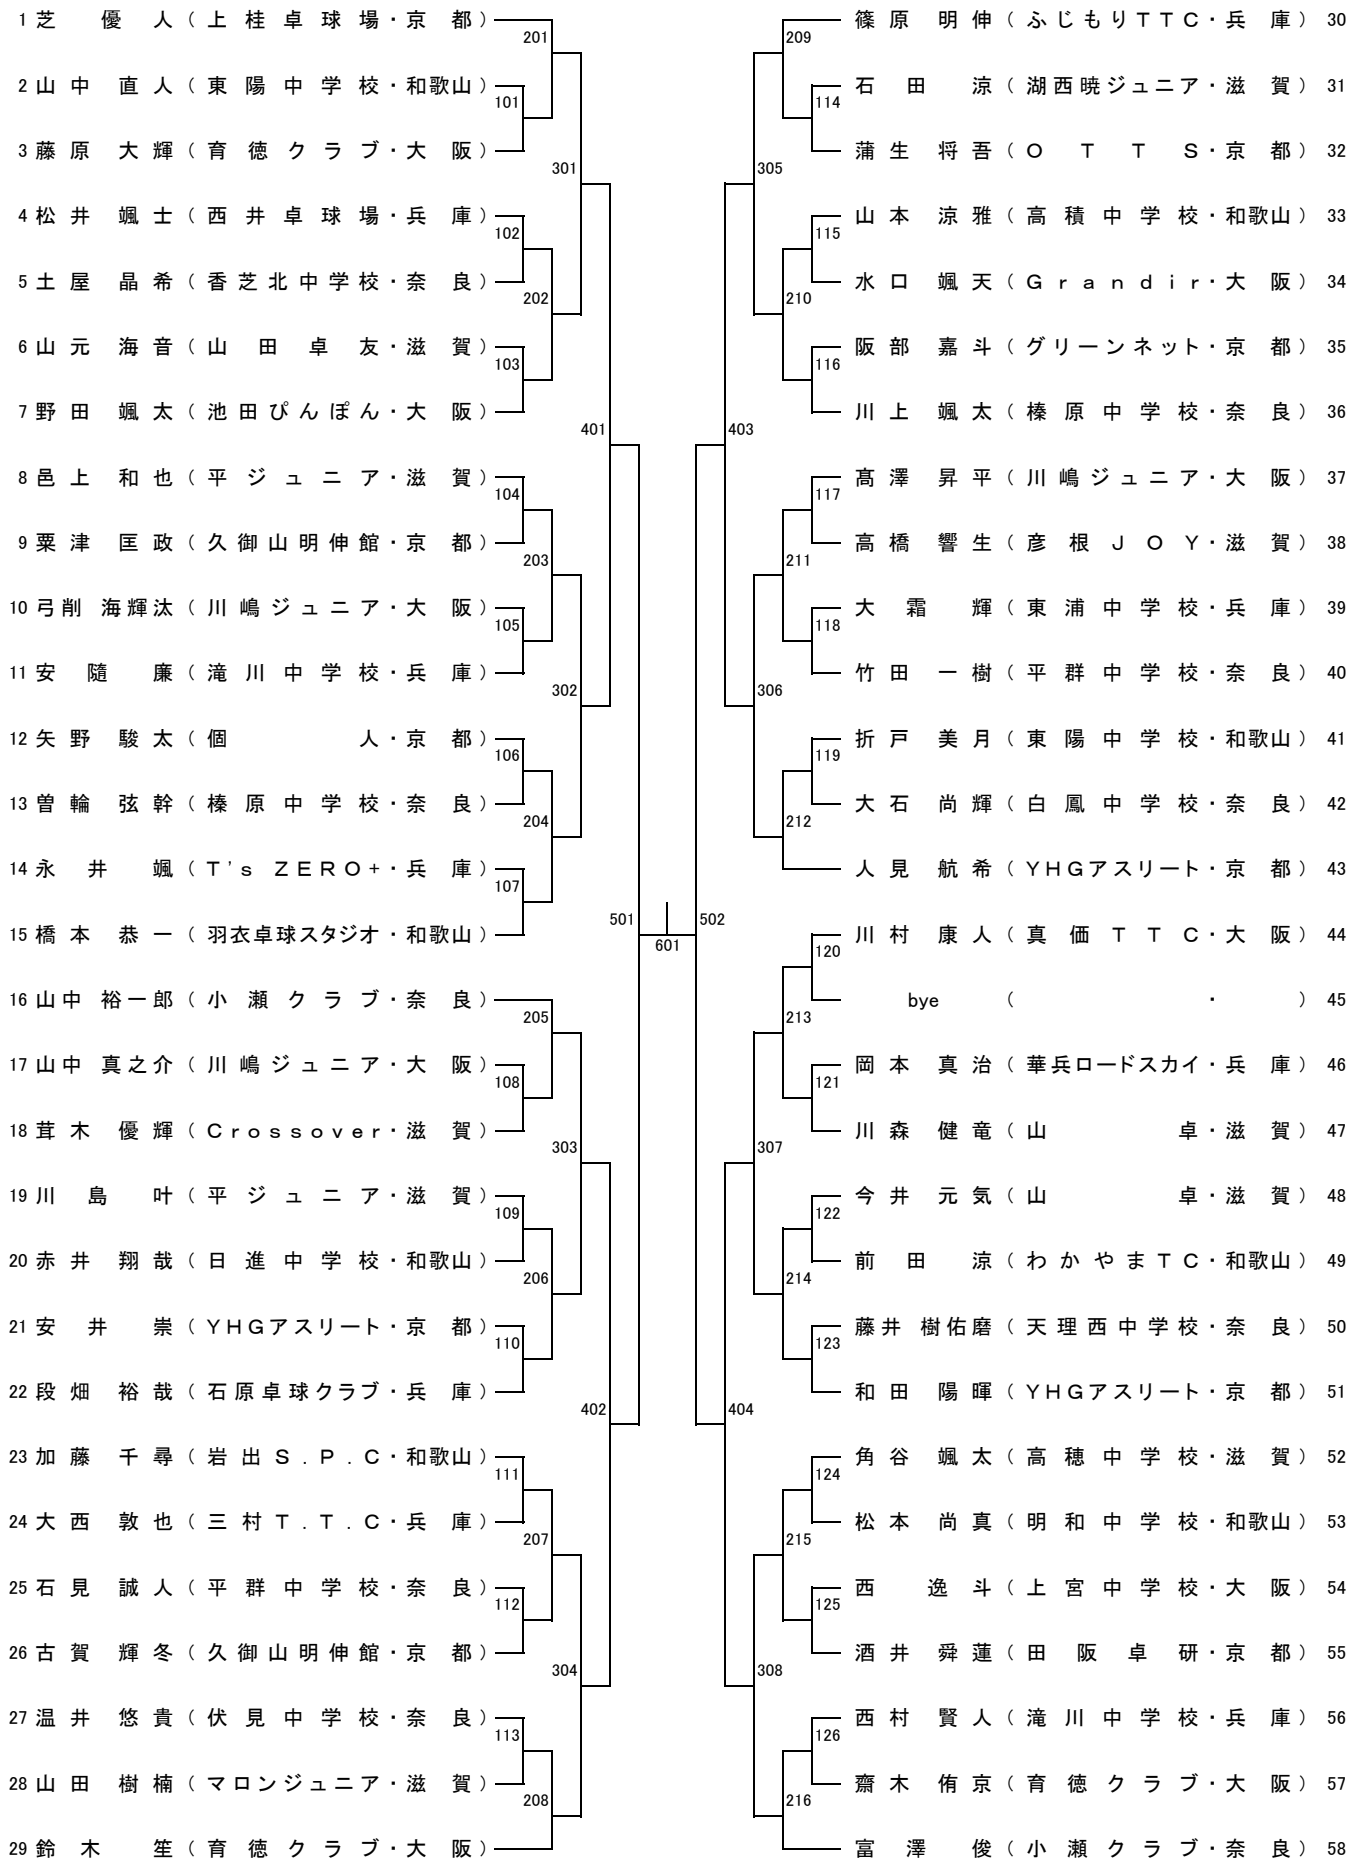 1 芝 優人 (上桂卓球場・京都)
201
2 山中 直人 (東陽中学校・和歌山)
101
3 藤原 大輝 (育徳クラブ・大阪)
301
4 松井 颯士 (西井卓球場・兵庫)
102
5 土屋 晶希 (香芝北中学校・奈良)
202
6 山元 海音 (山田卓友・滋賀)
103
7 野田 颯太 (池田ぴんぽん・大阪)
401
8 邑上 和也 (平ジュニア・滋賀)
104
9 粟津 匡政 (久御山明伸館・京都)
203
10 弓削 海輝汰 (川嶋ジュニア・大阪)
105
11 安隨 廉 (滝川中学校・兵庫)
302
12 矢野 駿太 (個人・京都)
106
13 曽輪 弦幹 (榛原中学校・奈良)
204
14 永井 颯 (T's ZERO+・兵庫)
107
15 橋本 恭一 (羽衣卓球スタジオ・和歌山)
501
601
502
16 山中 裕一郎 (小瀬クラブ・奈良)
205
17 山中 真之介 (川嶋ジュニア・大阪)
108
18 茸木 優輝 (Crossover・滋賀)
303
19 川島 叶 (平ジュニア・滋賀)
109
20 赤井 翔哉 (日進中学校・和歌山)
206
21 安井 崇 (YHGアスリート・京都)
110
22 段畑 裕哉 (石原卓球クラブ・兵庫)
402
23 加藤 千尋 (岩出S.P.C・和歌山)
111
24 大西 敦也 (三村T.T.C・兵庫)
207
25 石見 誠人 (平群中学校・奈良)
112
26 古賀 輝冬 (久御山明伸館・京都)
304
27 温井 悠貴 (伏見中学校・奈良)
113
28 山田 樹楠 (マロンジュニア・滋賀)
208
29 鈴木 笙 (育徳クラブ・大阪)
篠原 明伸 (ふじもりTTC・兵庫) 30
209
石田 涼 (湖西暁ジュニア・滋賀) 31
114
蒲生 将吾 (OTTS・京都) 32
305
山本 涼雅 (高積中学校・和歌山) 33
115
水口 颯天 (Grandir・大阪) 34
210
阪部 嘉斗 (グリーンネット・京都) 35
116
川上 颯太 (榛原中学校・奈良) 36
403
髙澤 昇平 (川嶋ジュニア・大阪) 37
117
高橋 響生 (彦根JOY・滋賀) 38
211
大霜 輝 (東浦中学校・兵庫) 39
118
竹田 一樹 (平群中学校・奈良) 40
306
折戸 美月 (東陽中学校・和歌山) 41
119
大石 尚輝 (白鳳中学校・奈良) 42
212
人見 航希 (YHGアスリート・京都) 43
川村 康人 (真価TTC・大阪) 44
120
bye ( ・ ) 45
213
岡本 真治 (華兵ロードスカイ・兵庫) 46
121
川森 健竜 (山卓・滋賀) 47
307
今井 元気 (山卓・滋賀) 48
122
前田 涼 (わかやまTC・和歌山) 49
214
藤井 樹佑磨 (天理西中学校・奈良) 50
123
和田 陽暉 (YHGアスリート・京都) 51
404
角谷 颯太 (高穂中学校・滋賀) 52
124
松本 尚真 (明和中学校・和歌山) 53
215
西 逸斗 (上宮中学校・大阪) 54
125
酒井 舜蓮 (田阪卓研・京都) 55
308
西村 賢人 (滝川中学校・兵庫) 56
126
齋木 侑京 (育徳クラブ・大阪) 57
216
富澤 俊 (小瀬クラブ・奈良) 58